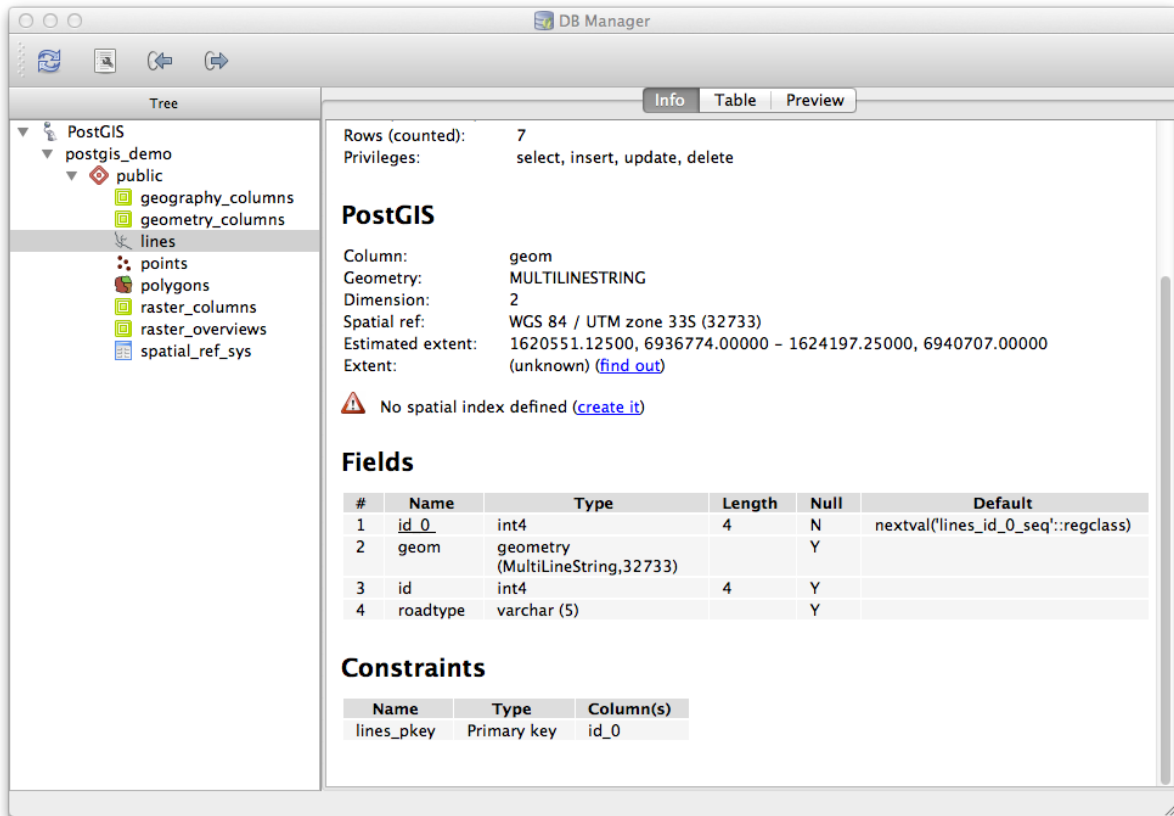 DB Manager
Tree
Info Table Preview
PostGIS
postgis_demo
public
geography_columns
geometry_columns
lines
points
polygons
raster_columns
raster_overviews
spatial_ref_sys
Rows (counted): 7
Privileges: select, insert, update, delete
PostGIS
Column: geom
Geometry: MULTILINESTRING
Dimension: 2
Spatial ref: WGS 84 / UTM zone 33S (32733)
Estimated extent: 1620551.12500, 6936774.00000 - 1624197.25000, 6940707.00000
Extent: (unknown) (find out)
No spatial index defined (create it)
Fields
# Name Type Length Null Default
1 id_0 int4 4 N nextval('lines_id_0_seq'::regclass)
2 geom geometry Y
(MultiLineString,32733)
3 id int4 4 Y
4 roadtype varchar (5) Y
Constraints
Name Type Column(s)
lines_pkey Primary key id_0